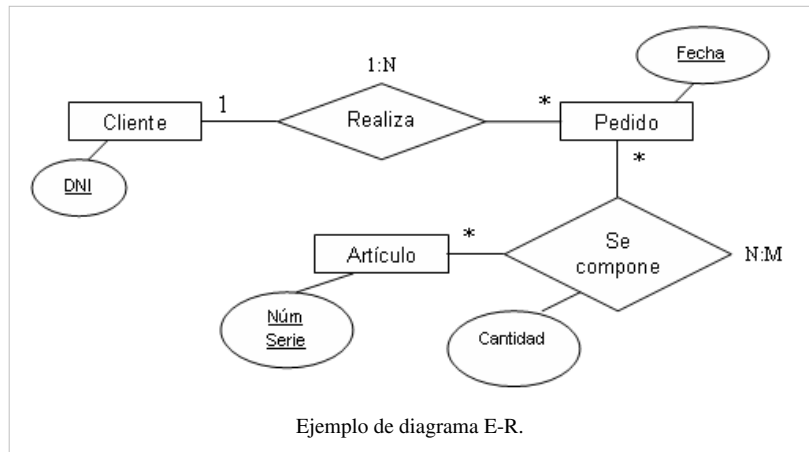 Fecha
1:N
1
*
Cliente
Realiza
Pedido
*
DNI
*
Se
compone
N:M
Artículo
Núm
Serie
Cantidad
Ejemplo de diagrama E-R.